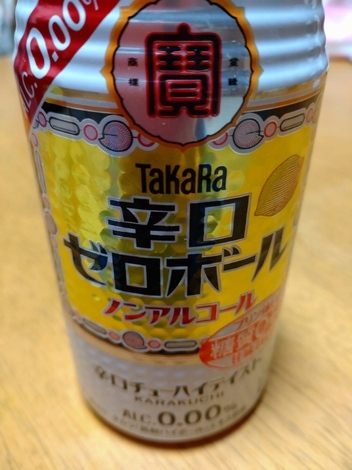 ALC.0.00%
寶
TaKaRa
辛口
ゼロボール
ノンアルコール
辛口チューハイテイスト
KARAKUCHI
ALC.0.00%